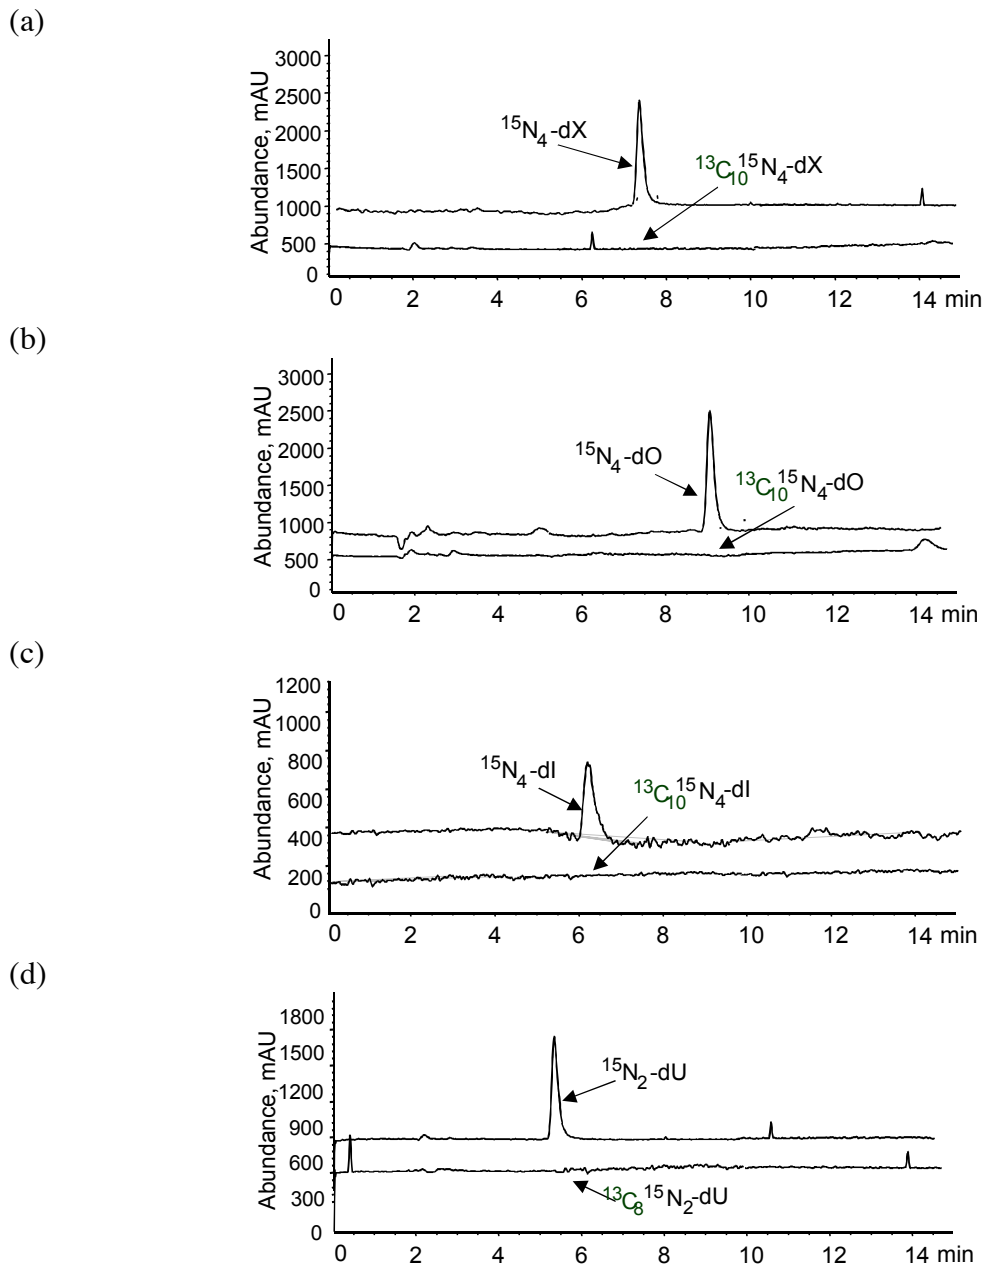 (a)
Abundance, mAU
3000
2500
2000
1500
1000
500
0
¹⁵N₄-dX
¹³C₁₀¹⁵N₄-dX
0 2 4 6 8 10 12 14 min
(b)
Abundance, mAU
3000
2500
2000
1500
1000
500
0
¹⁵N₄-dO
¹³C₁₀¹⁵N₄-dO
0 2 4 6 8 10 12 14 min
(c)
Abundance, mAU
1200
1000
800
600
400
200
0
¹⁵N₄-dI
¹³C₁₀¹⁵N₄-dI
0 2 4 6 8 10 12 14 min
(d)
Abundance, mAU
1800
1500
1200
900
600
300
0
¹⁵N₂-dU
¹³C₈¹⁵N₂-dU
0 2 4 6 8 10 12 14 min